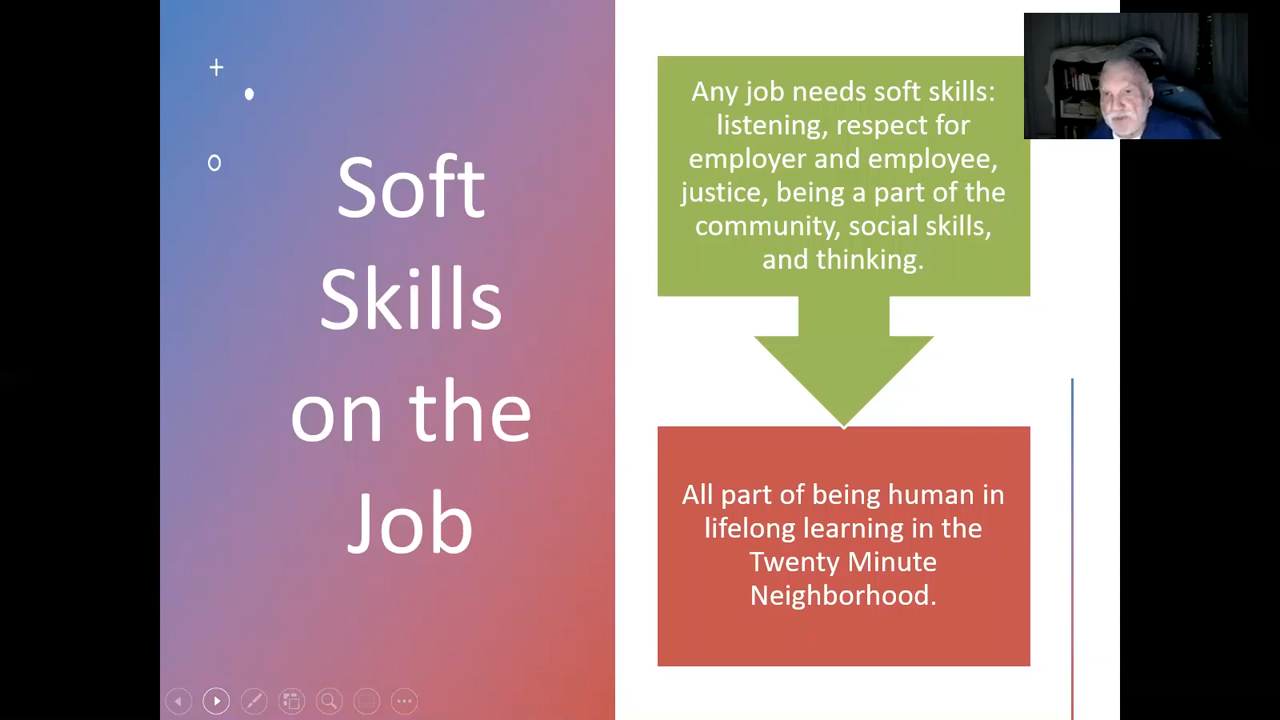 Soft
Skills
on the
Job
Any job needs soft skills:
listening, respect for
employer and employee,
justice, being a part of the
community, social skills,
and thinking.
All part of being human in
lifelong learning in the
Twenty Minute
Neighborhood.